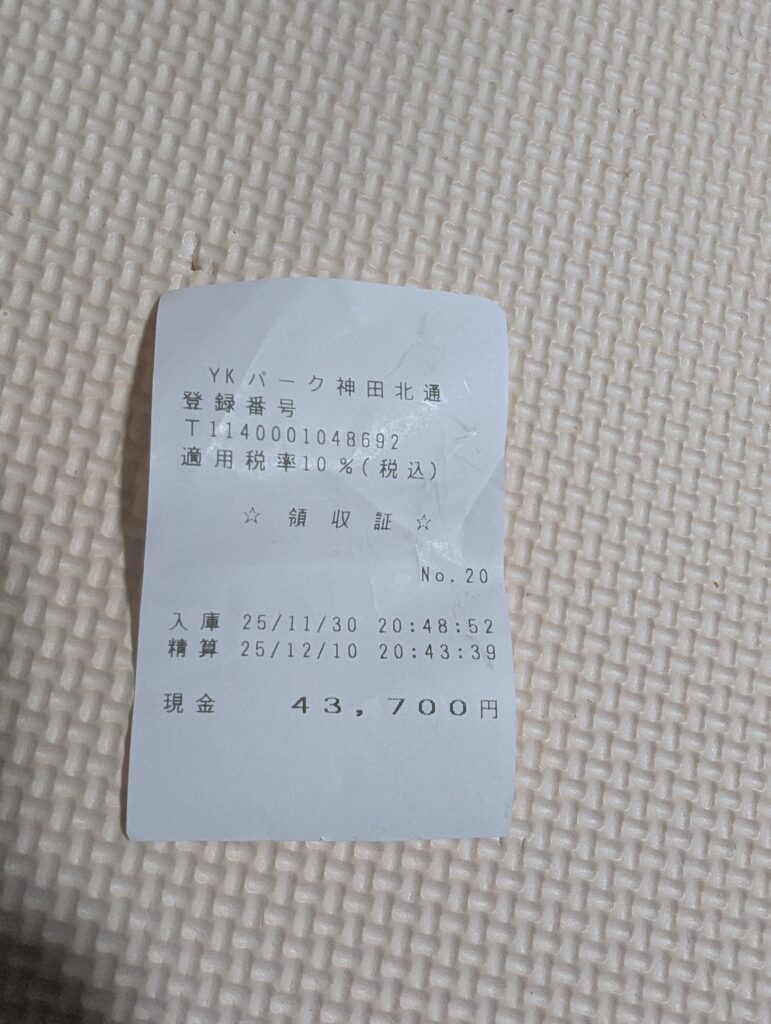 YKパーク神田北通
登録番号
T1140001048692
適用税率10%(税込)
☆ 領収証 ☆
No.20
入庫 25/11/30 20:48:52
精算 25/12/10 20:43:39
現金 43,700円